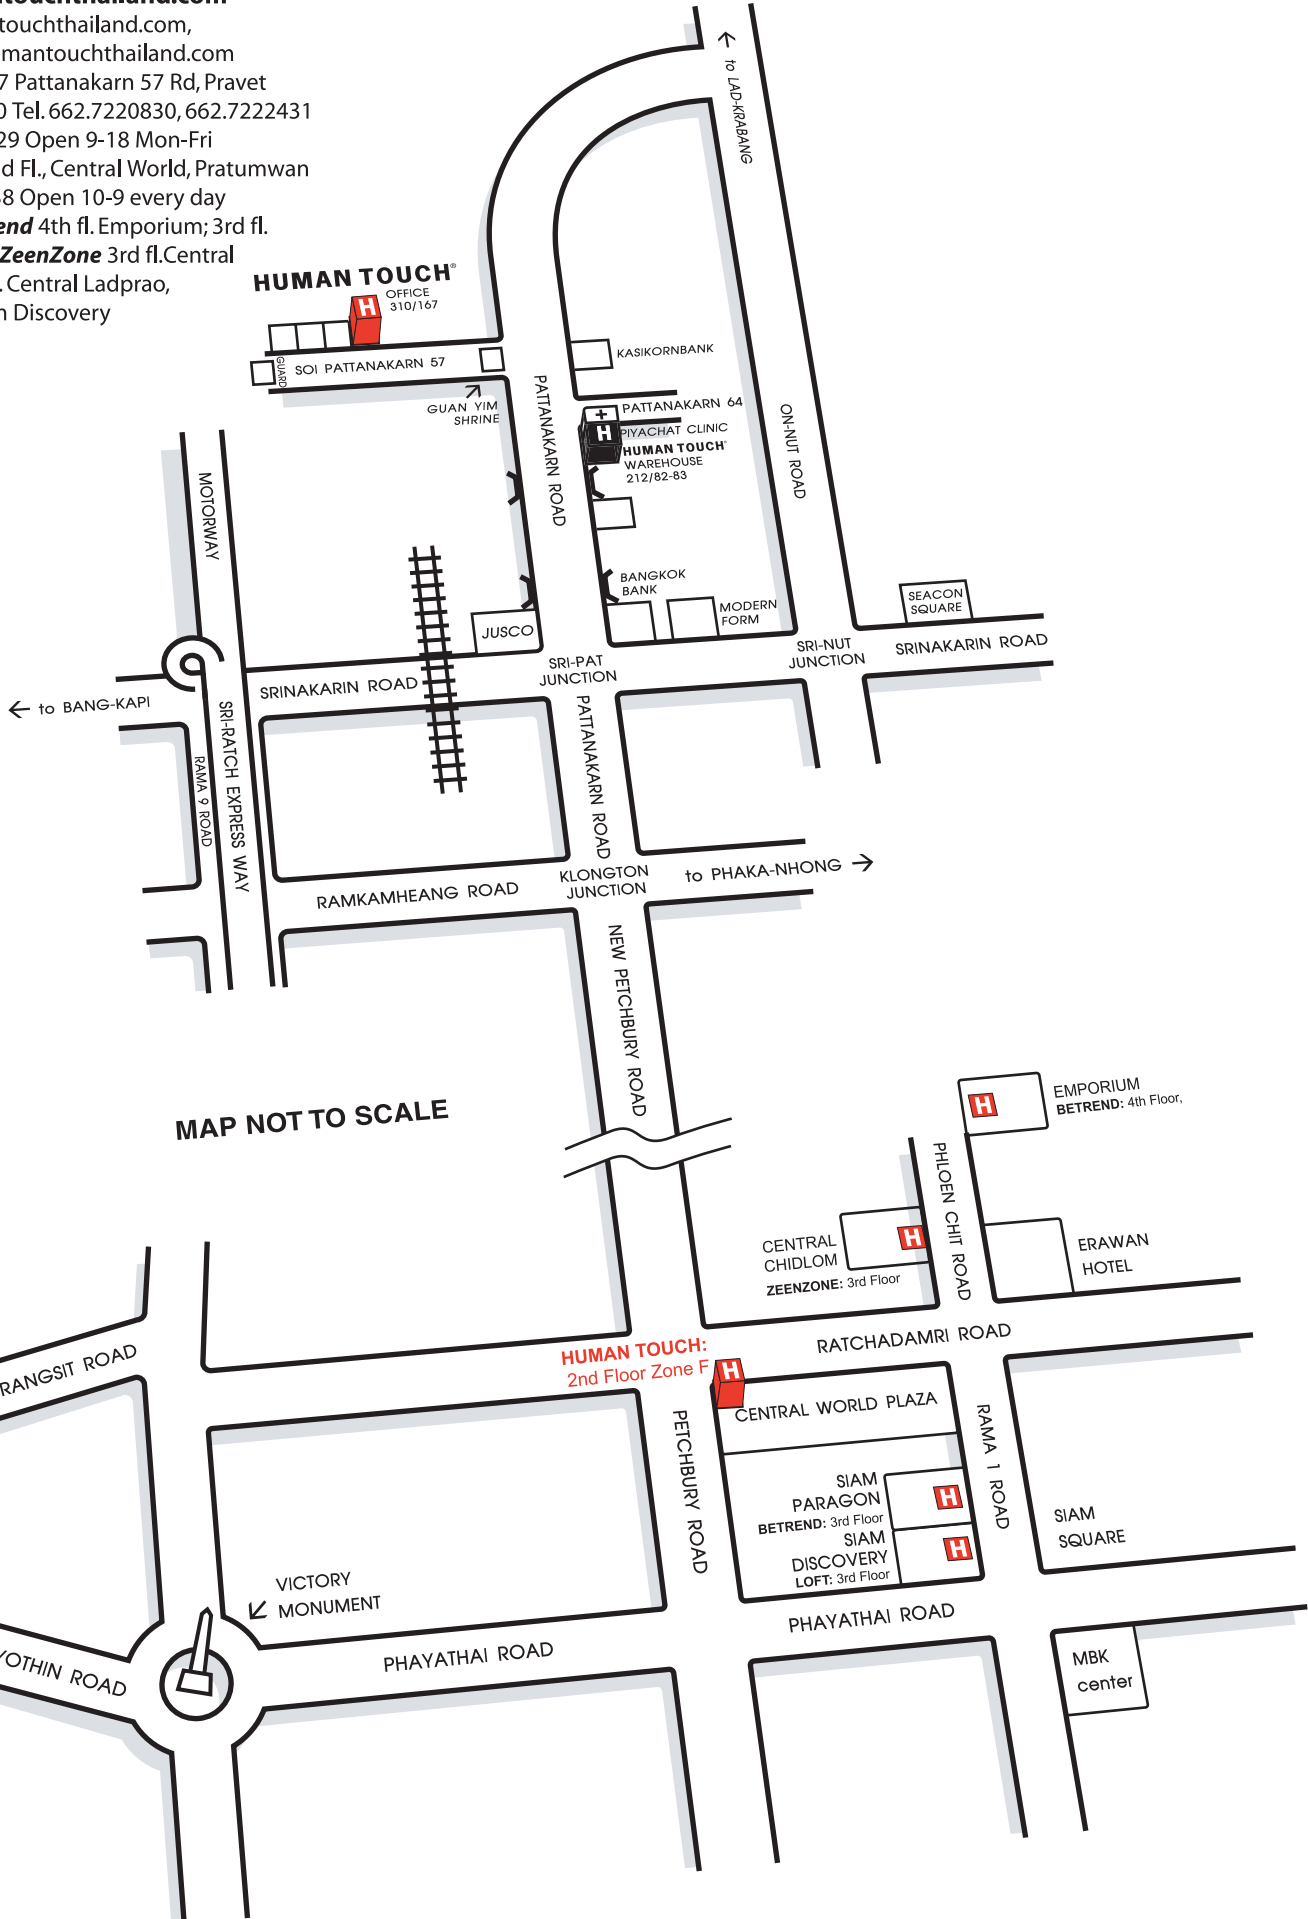 ntouchthailand.com
touchthailand.com,
mantouchthailand.com
7 Pattanakarn 57 Rd, Pravet
0 Tel. 662.7220830, 662.7222431
29 Open 9-18 Mon-Fri
d Fl., Central World, Pratumwan
38 Open 10-9 every day
end 4th fl. Emporium; 3rd fl.
ZeenZone 3rd fl.Central
. Central Ladprao,
n Discovery
to LAD-KRABANG
HUMAN TOUCH®
H
OFFICE
310/167
GUARD
SOI PATTANAKARN 57
GUAN YIM
SHRINE
KASIKORNBANK
PATTANAKARN ROAD
PATTANAKARN 64
H
PIYACHAT CLINIC
HUMAN TOUCH®
WAREHOUSE
212/82-83
ON-NUT ROAD
MOTORWAY
BANGKOK
BANK
MODERN
FORM
JUSCO
SEACON
SQUARE
SRI-PAT
JUNCTION
SRI-NUT
JUNCTION
SRINAKARIN ROAD
SRINAKARIN ROAD
to BANG-KAPI
SRI-RATCH EXPRESS WAY
RAMA 9 ROAD
PATTANAKARN ROAD
RAMKAMHEANG ROAD
KLONGTON
JUNCTION
to PHAKA-NHONG
NEW PETCHBURY ROAD
MAP NOT TO SCALE
H
EMPORIUM
BETREND: 4th Floor,
PHLOEN CHIT ROAD
CENTRAL
CHIDLOM
H
ZEENZONE: 3rd Floor
ERAWAN
HOTEL
RANGSIT ROAD
HUMAN TOUCH:
2nd Floor Zone F
H
RATCHADAMRI ROAD
CENTRAL WORLD PLAZA
PETCHBURY ROAD
RAMA 1 ROAD
SIAM
PARAGON
H
BETREND: 3rd Floor
SIAM
DISCOVERY
H
LOFT: 3rd Floor
SIAM
SQUARE
VICTORY
MONUMENT
PHAYATHAI ROAD
PHAYATHAI ROAD
YOTHIN ROAD
MBK
center